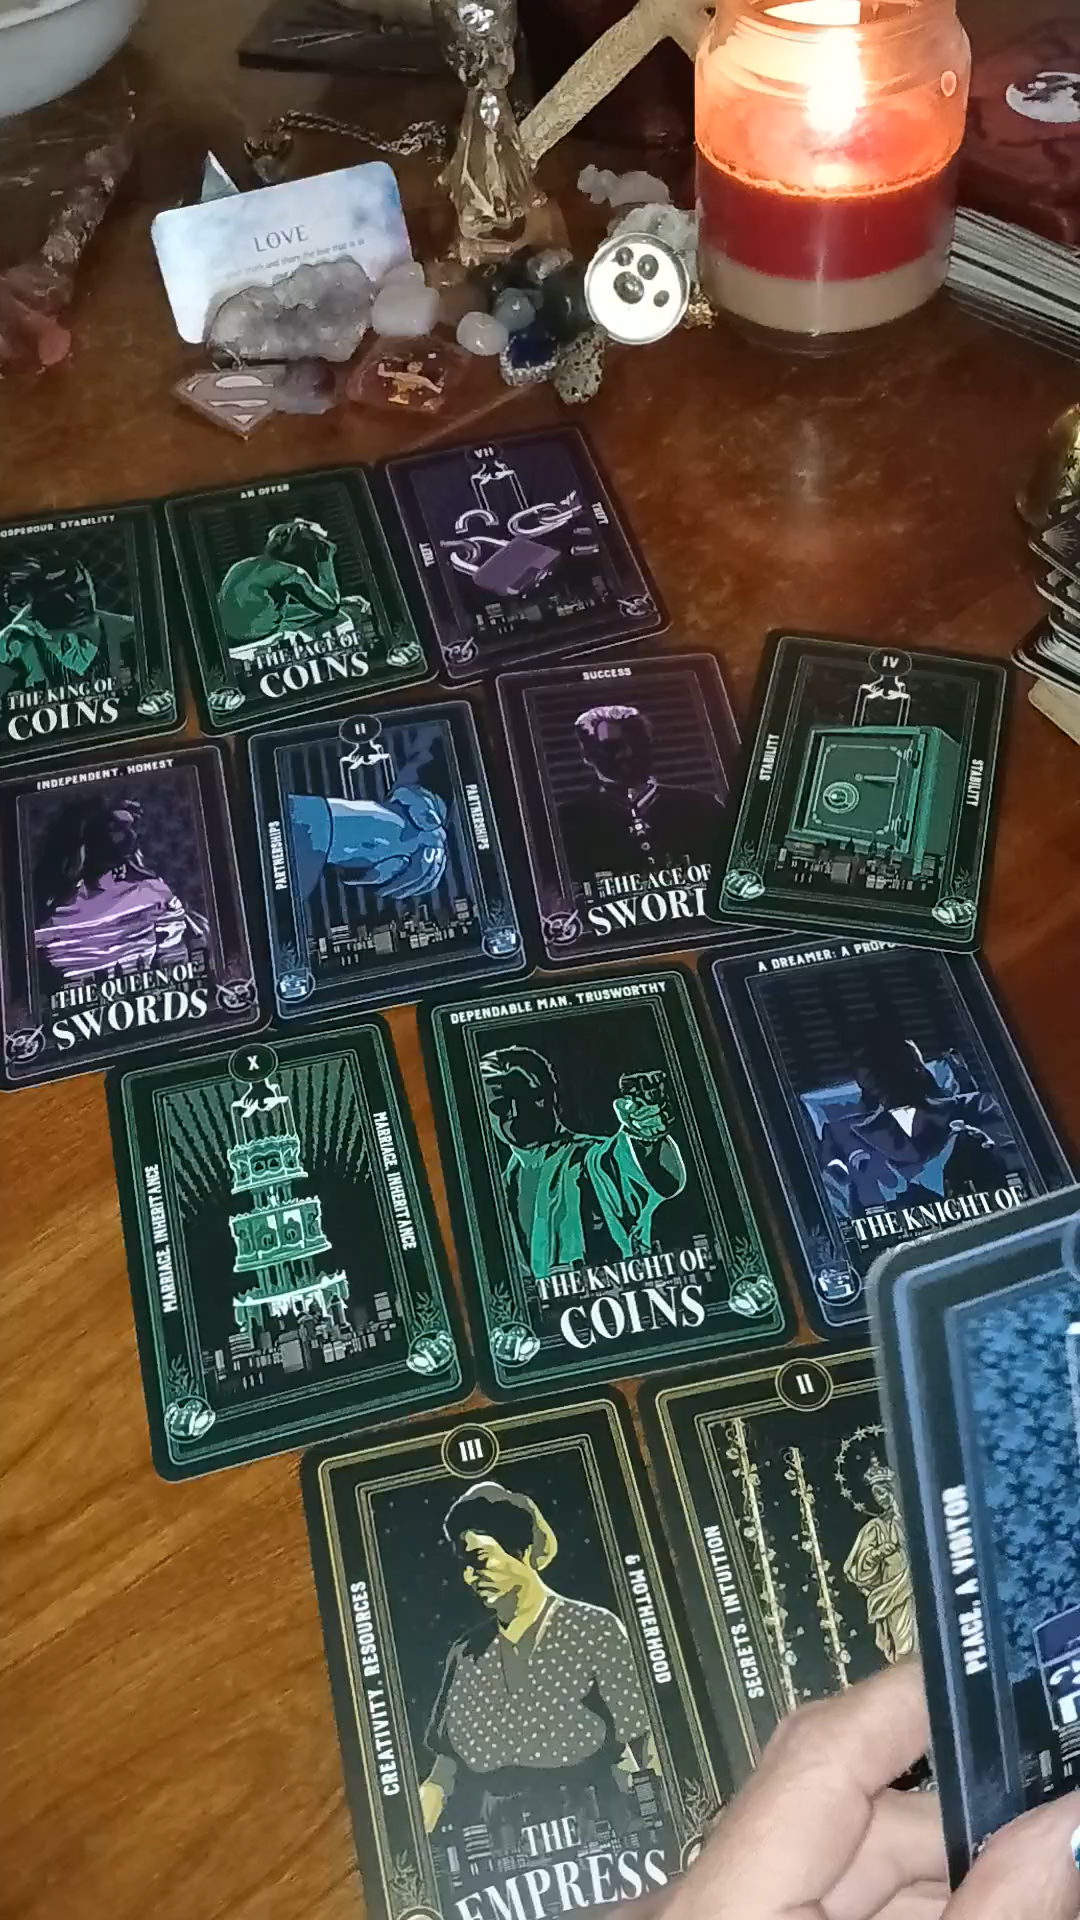 LOVE
OSPEROUS, STABILITY
THE KING OF
COINS
AN OFFER
THE PAGE OF
COINS
VII
THEFT
THEFT
INDEPENDENT, HONEST
THE QUEEN OF
SWORDS
II
PARTNERSHIPS
PARTNERSHIPS
SUCCESS
THE ACE OF
SWORD
IV
STABILITY
STABILITY
X
MARRIAGE, INHERITANCE
MARRIAGE, INHERITANCE
DEPENDABLE MAN, TRUSWORTHY
THE KNIGHT OF
COINS
A DREAMER; A PROPO
THE KNIGHT OF
III
CREATIVITY, RESOURCES
& MOTHERHOOD
THE
EMPRESS
II
SECRETS, INTUITION
PLACE, A VISITOR